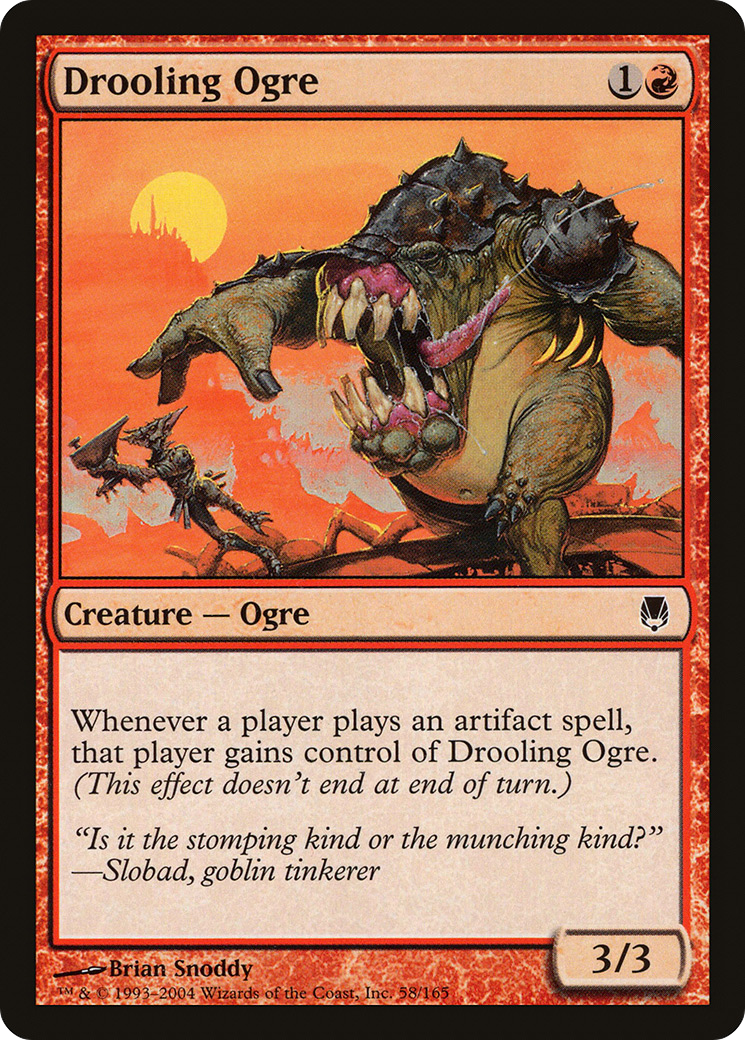 Drooling Ogre 1
Creature — Ogre
Whenever a player plays an artifact spell,
that player gains control of Drooling Ogre.
(This effect doesn't end at end of turn.)
"Is it the stomping kind or the munching kind?"
—Slobad, goblin tinkerer
3/3
Brian Snoddy
™ & © 1993–2004 Wizards of the Coast, Inc. 58/165